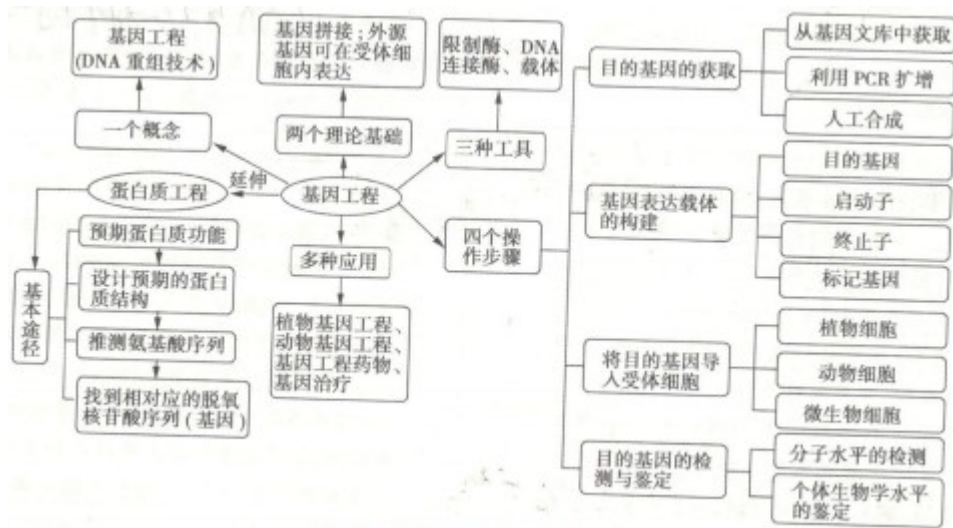 基因工程
(DNA 重组技术)
一个概念
基因拼接;外源
基因可在受体细
胞内表达
两个理论基础
限制酶、DNA
连接酶、载体
三种工具
蛋白质工程
延伸
基因工程
预期蛋白质功能
设计预期的蛋白
质结构
推测氨基酸序列
找到相对应的脱氧
核苷酸序列(基因)
基本途径
多种应用
植物基因工程、
动物基因工程、
基因工程药物、
基因治疗
四个操
作步骤
目的基因的获取
从基因文库中获取
利用 PCR 扩增
人工合成
基因表达载体
的构建
目的基因
启动子
终止子
标记基因
将目的基因导
入受体细胞
植物细胞
动物细胞
微生物细胞
目的基因的检
测与鉴定
分子水平的检测
个体生物学水平
的鉴定